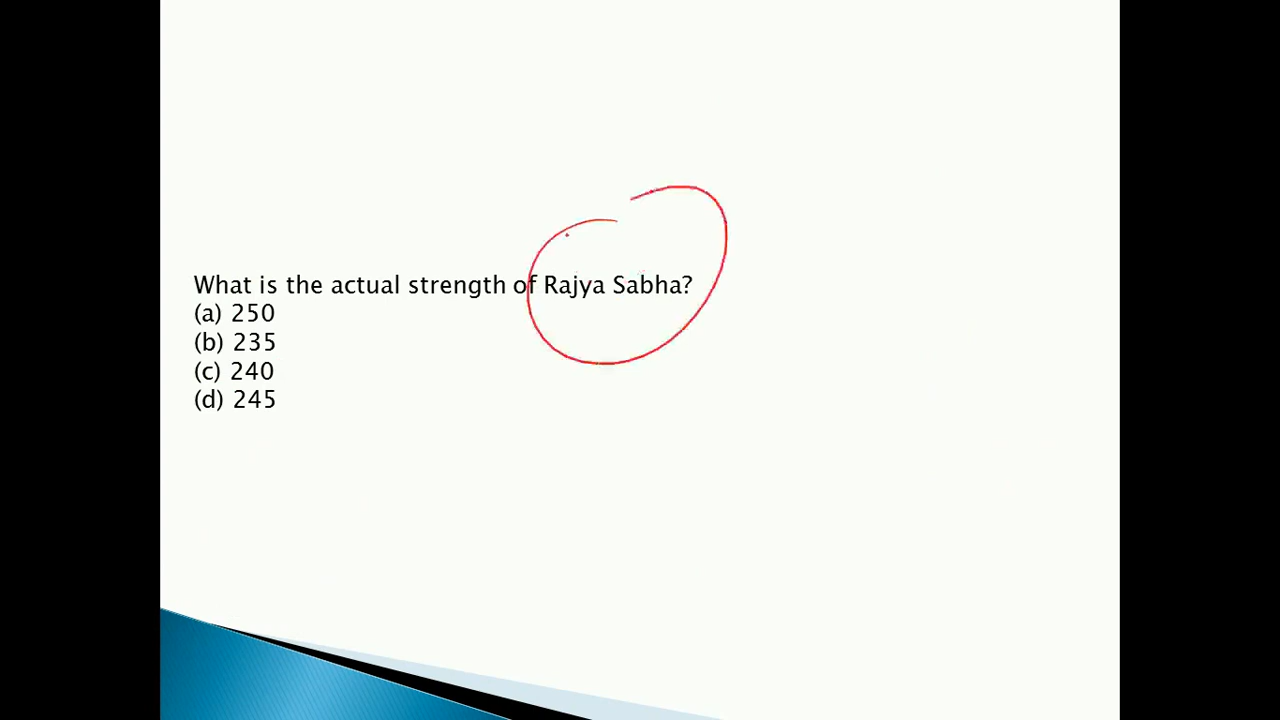 What is the actual strength of Rajya Sabha?
(a) 250
(b) 235
(c) 240
(d) 245